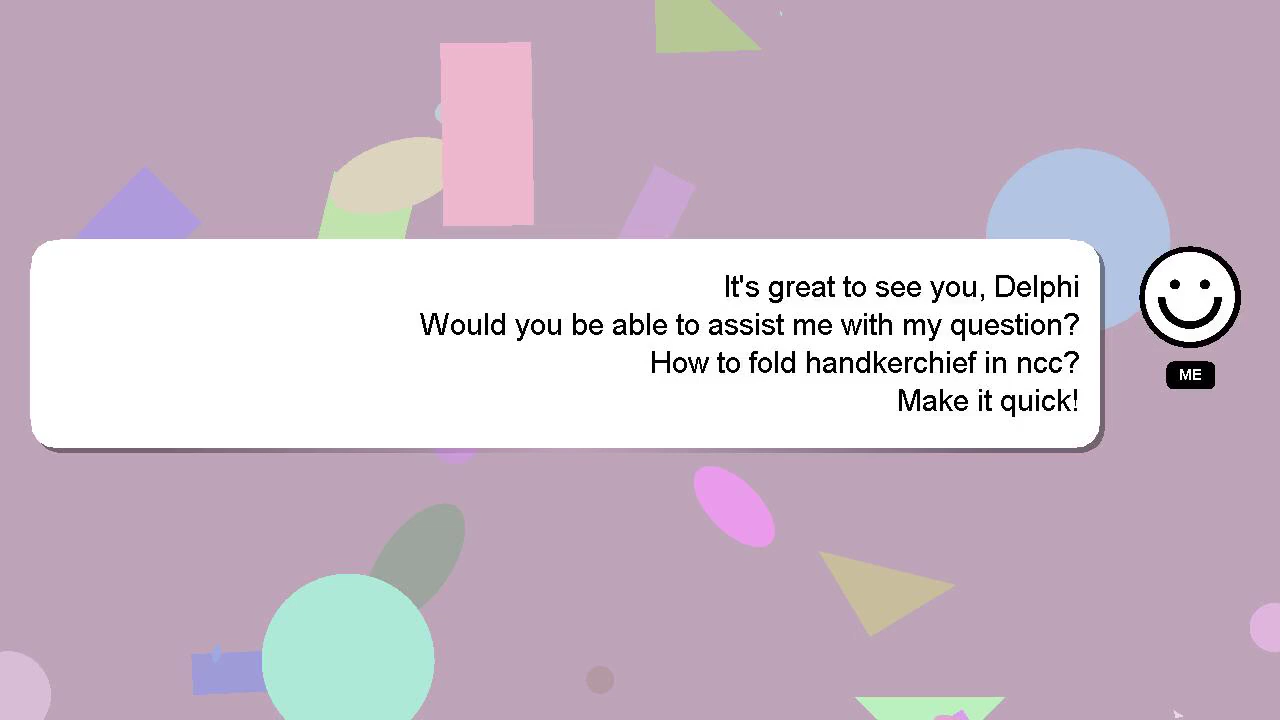 It's great to see you, Delphi
Would you be able to assist me with my question?
How to fold handkerchief in ncc?
Make it quick!
ME